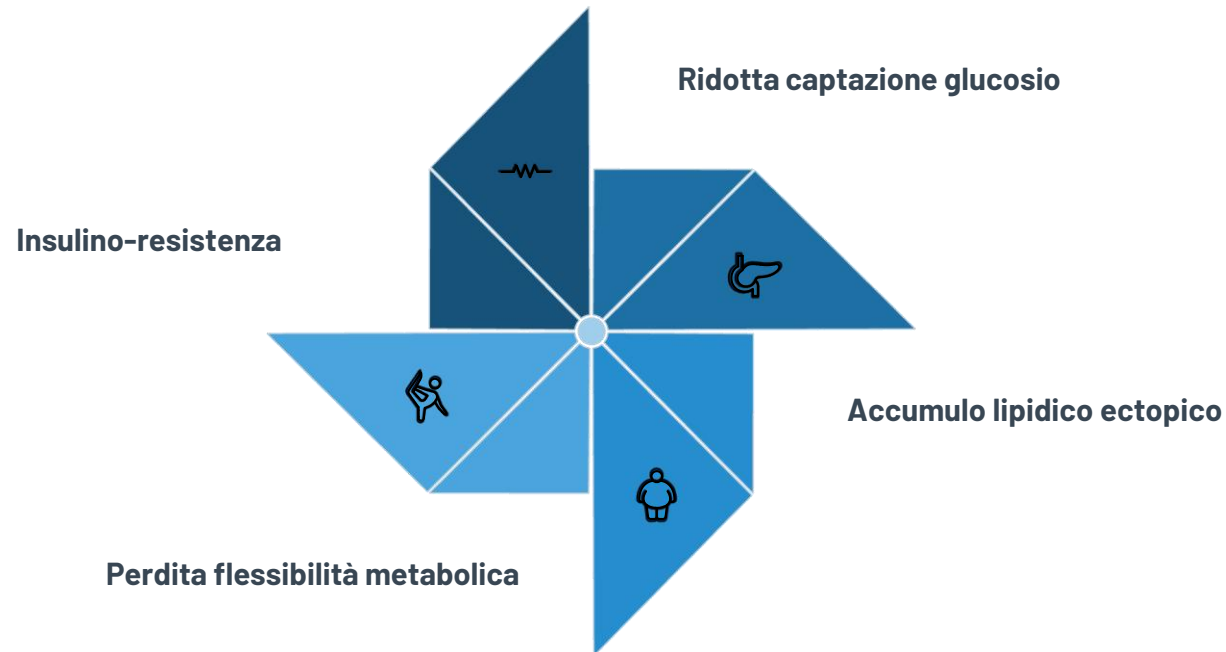 Ridotta captazione glucosio
Insulino-resistenza
Accumulo lipidico ectopico
Perdita flessibilità metabolica